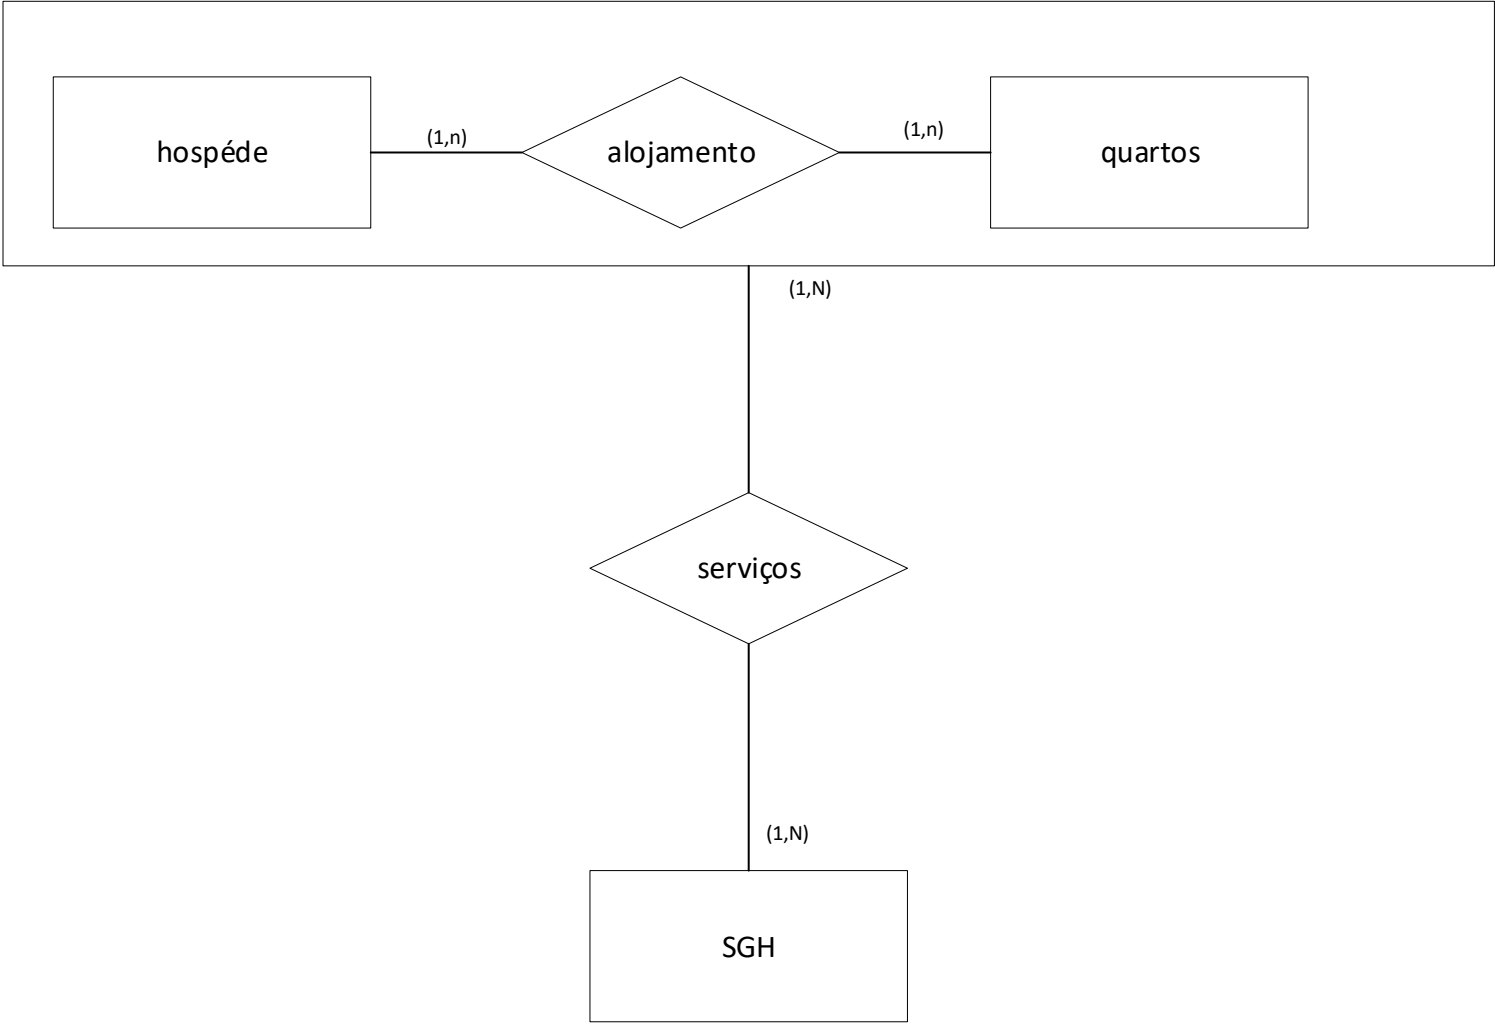 hospéde
(1,n)
alojamento
(1,n)
quartos
(1,N)
serviços
(1,N)
SGH